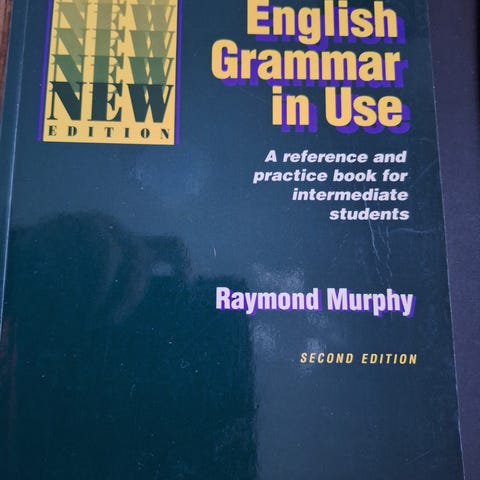 NEW
NEW
NEW
NEW
NEW
EDITION
English
Grammar
in Use
A reference and
practice book for
intermediate
students
Raymond Murphy
SECOND EDITION